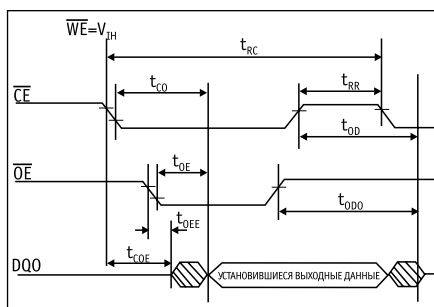 WE=VIH
tRC
tCO
tRR
CE
tOD
tOE
OE
tOEE
tODO
tCOE
DQO
УСТАНОВИВШИЕСЯ ВЫХОДНЫЕ ДАННЫЕ